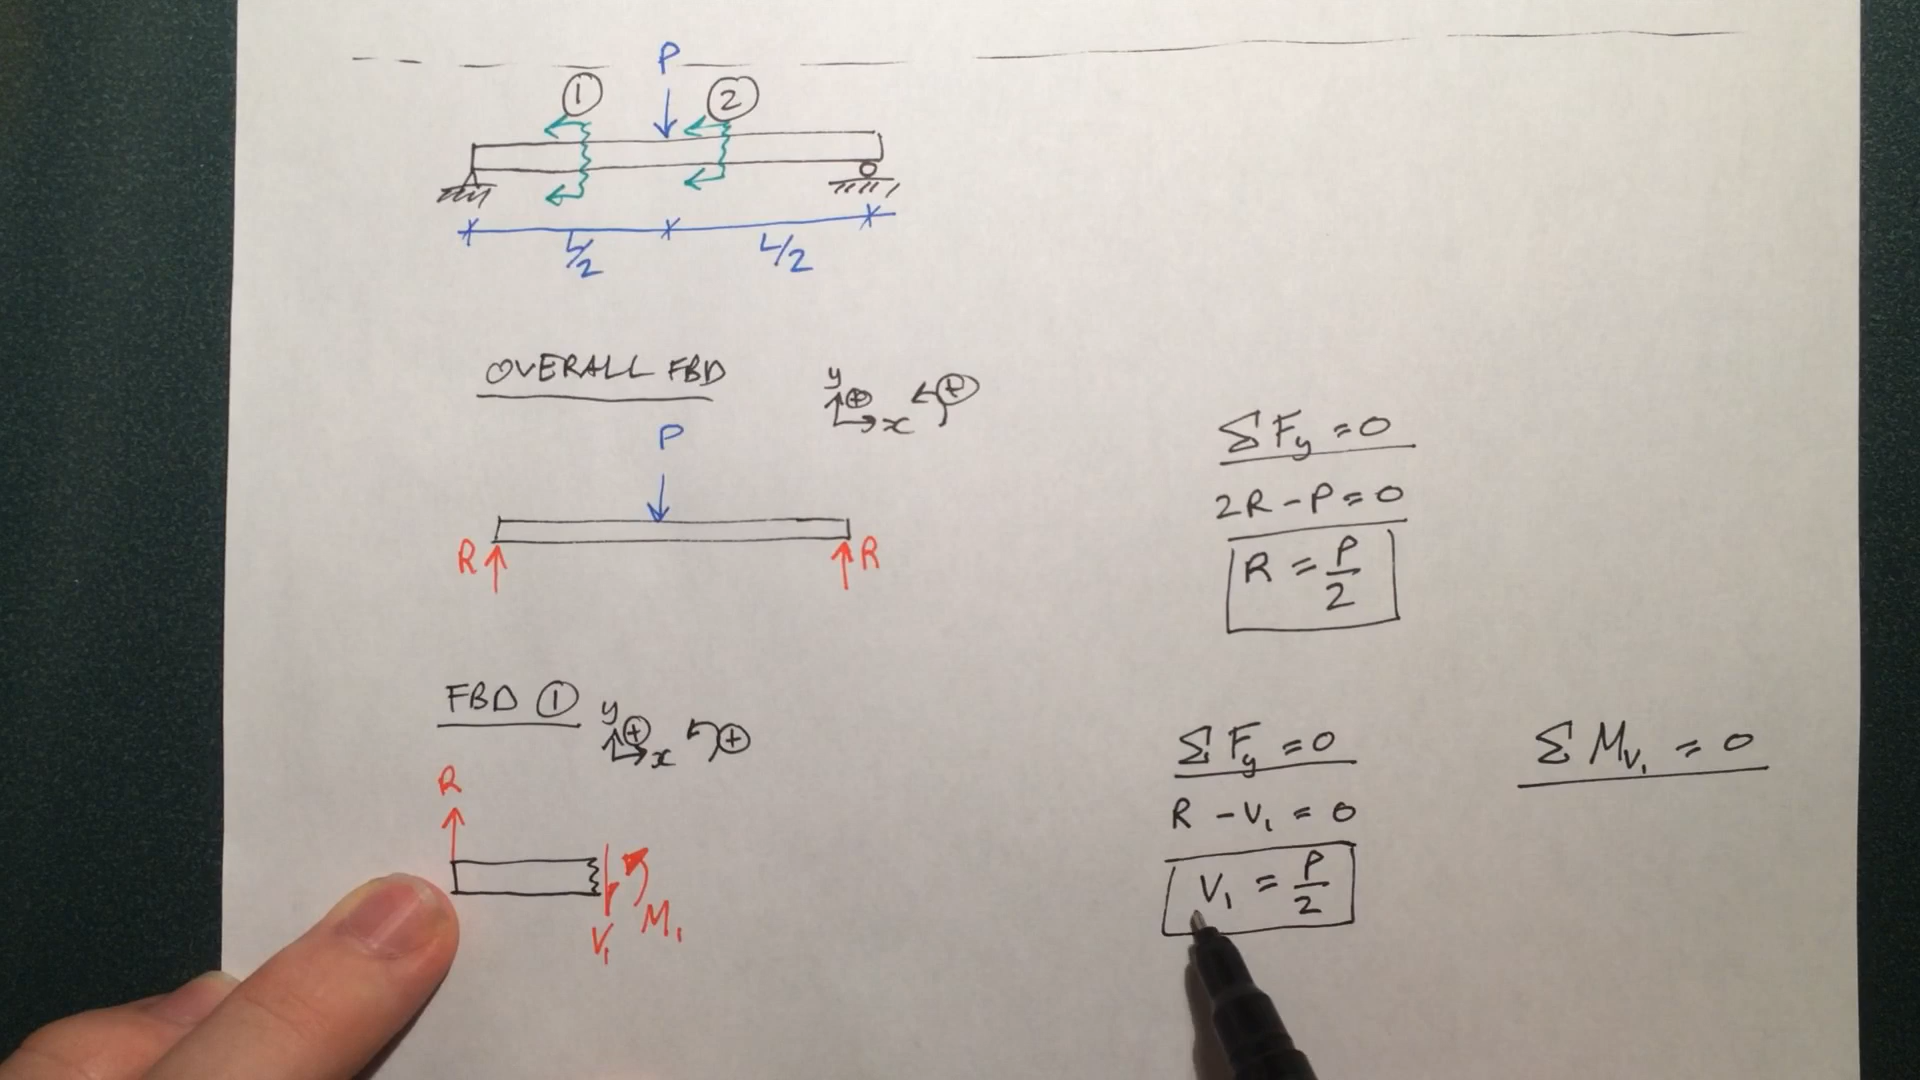 P
① ②
L/2 L/2
OVERALL FBD
y ⊕ x ⊕
P
R R
ΣFy = 0
2R - P = 0
R = P/2
FBD ①
y ⊕ x ⊕
R
V₁ M₁
ΣFy = 0
R - V₁ = 0
V₁ = P/2
ΣM_V₁ = 0